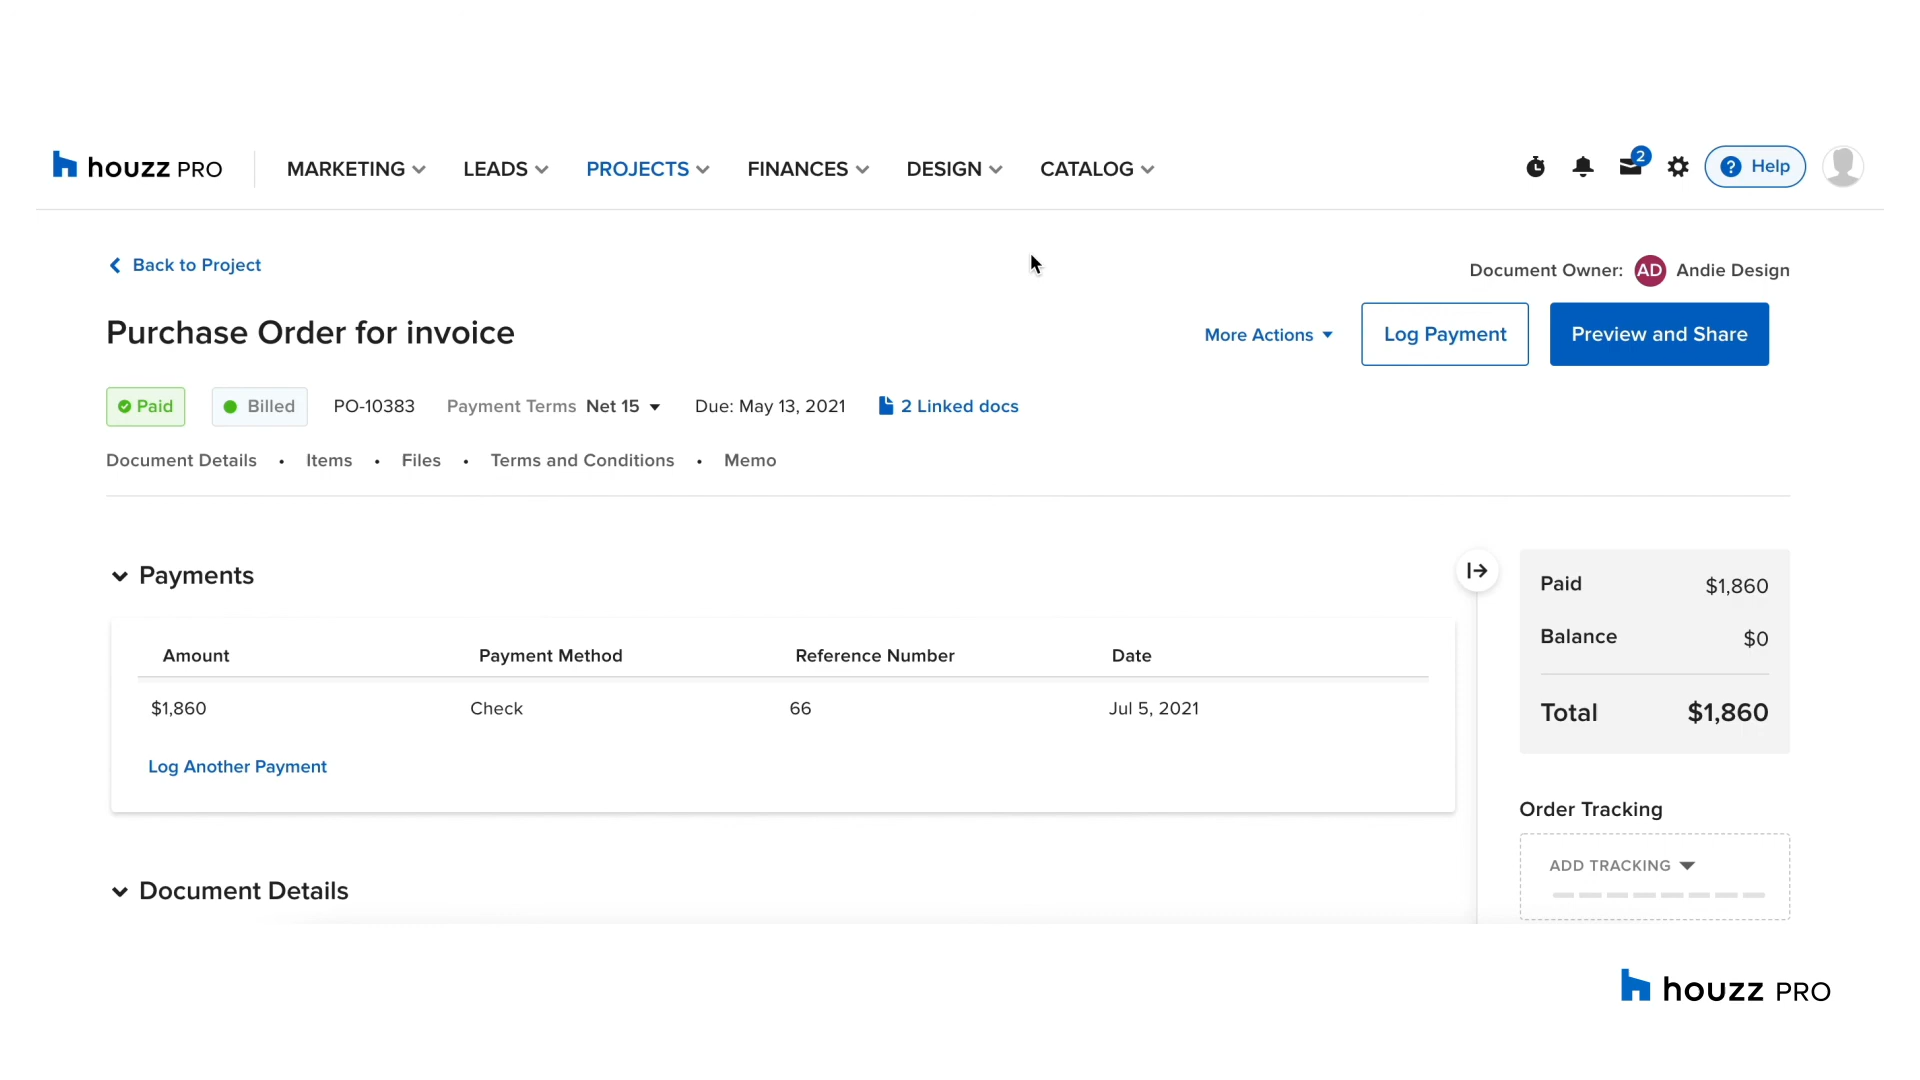 houzz PRO
MARKETING LEADS PROJECTS FINANCES DESIGN CATALOG
2
? Help
Back to Project
Document Owner: AD Andie Design
Purchase Order for invoice
More Actions
Log Payment
Preview and Share
Paid
Billed
PO-10383
Payment Terms Net 15
Due: May 13, 2021
2 Linked docs
Document Details • Items • Files • Terms and Conditions • Memo
Payments
Amount Payment Method Reference Number Date
$1,860 Check 66 Jul 5, 2021
Log Another Payment
Document Details
Paid $1,860
Balance $0
Total $1,860
Order Tracking
ADD TRACKING
houzz PRO